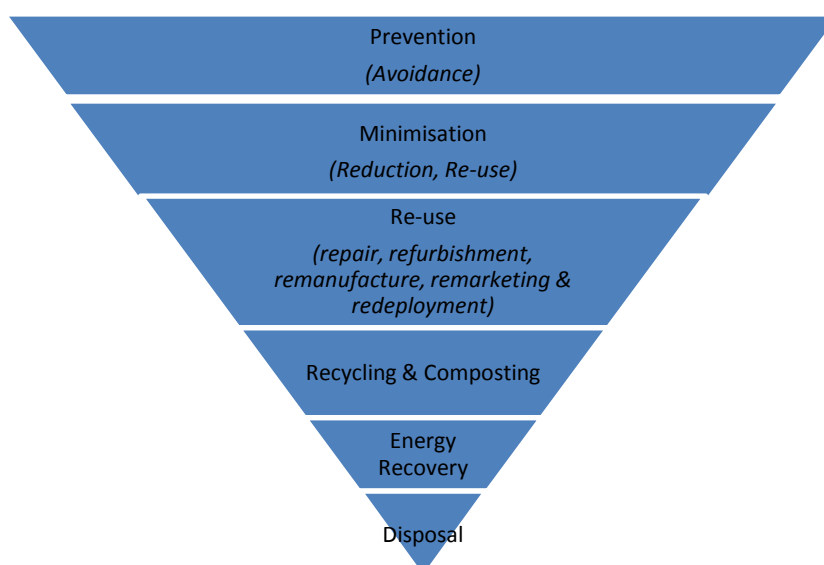 Prevention
(Avoidance)
Minimisation
(Reduction, Re-use)
Re-use
(repair, refurbishment,
remanufacture, remarketing &
redeployment)
Recycling & Composting
Energy
Recovery
Disposal